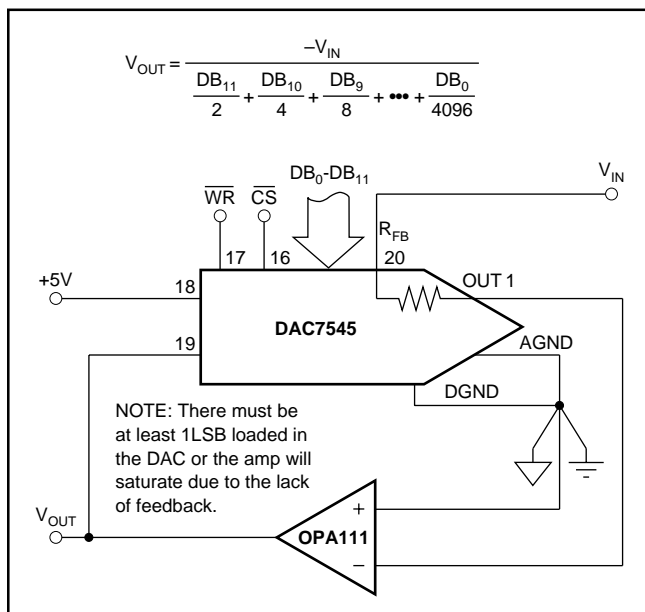 V_OUT = –V_IN
DB_11/2 + DB_10/4 + DB_9/8 + ••• + DB_0/4096
DB_0-DB_11
V_IN
W̅R̅
C̅S̅
R_FB
17
16
20
+5V
18
OUT 1
DAC7545
19
AGND
DGND
NOTE: There must be
at least 1LSB loaded in
the DAC or the amp will
saturate due to the lack
of feedback.
V_OUT
+
OPA111
–